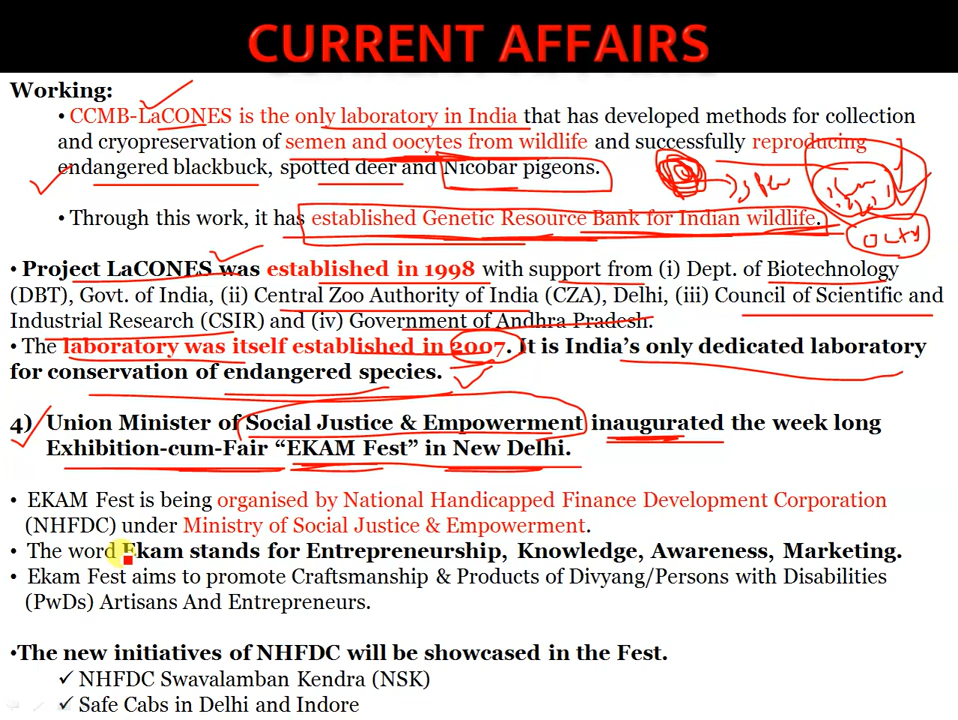 CURRENT AFFAIRS
Working:
• CCMB-LaCONES is the only laboratory in India that has developed methods for collection
and cryopreservation of semen and oocytes from wildlife and successfully reproducing
endangered blackbuck, spotted deer and Nicobar pigeons.
• Through this work, it has established Genetic Resource Bank for Indian wildlife.
• Project LaCONES was established in 1998 with support from (i) Dept. of Biotechnology
(DBT), Govt. of India, (ii) Central Zoo Authority of India (CZA), Delhi, (iii) Council of Scientific and
Industrial Research (CSIR) and (iv) Government of Andhra Pradesh.
• The laboratory was itself established in 2007. It is India's only dedicated laboratory
for conservation of endangered species.
4) Union Minister of Social Justice & Empowerment inaugurated the week long
Exhibition-cum-Fair “EKAM Fest” in New Delhi.
• EKAM Fest is being organised by National Handicapped Finance Development Corporation
(NHFDC) under Ministry of Social Justice & Empowerment.
• The word Ekam stands for Entrepreneurship, Knowledge, Awareness, Marketing.
• Ekam Fest aims to promote Craftsmanship & Products of Divyang/Persons with Disabilities
(PwDs) Artisans And Entrepreneurs.
•The new initiatives of NHFDC will be showcased in the Fest.
✓ NHFDC Swavalamban Kendra (NSK)
✓ Safe Cabs in Delhi and Indore